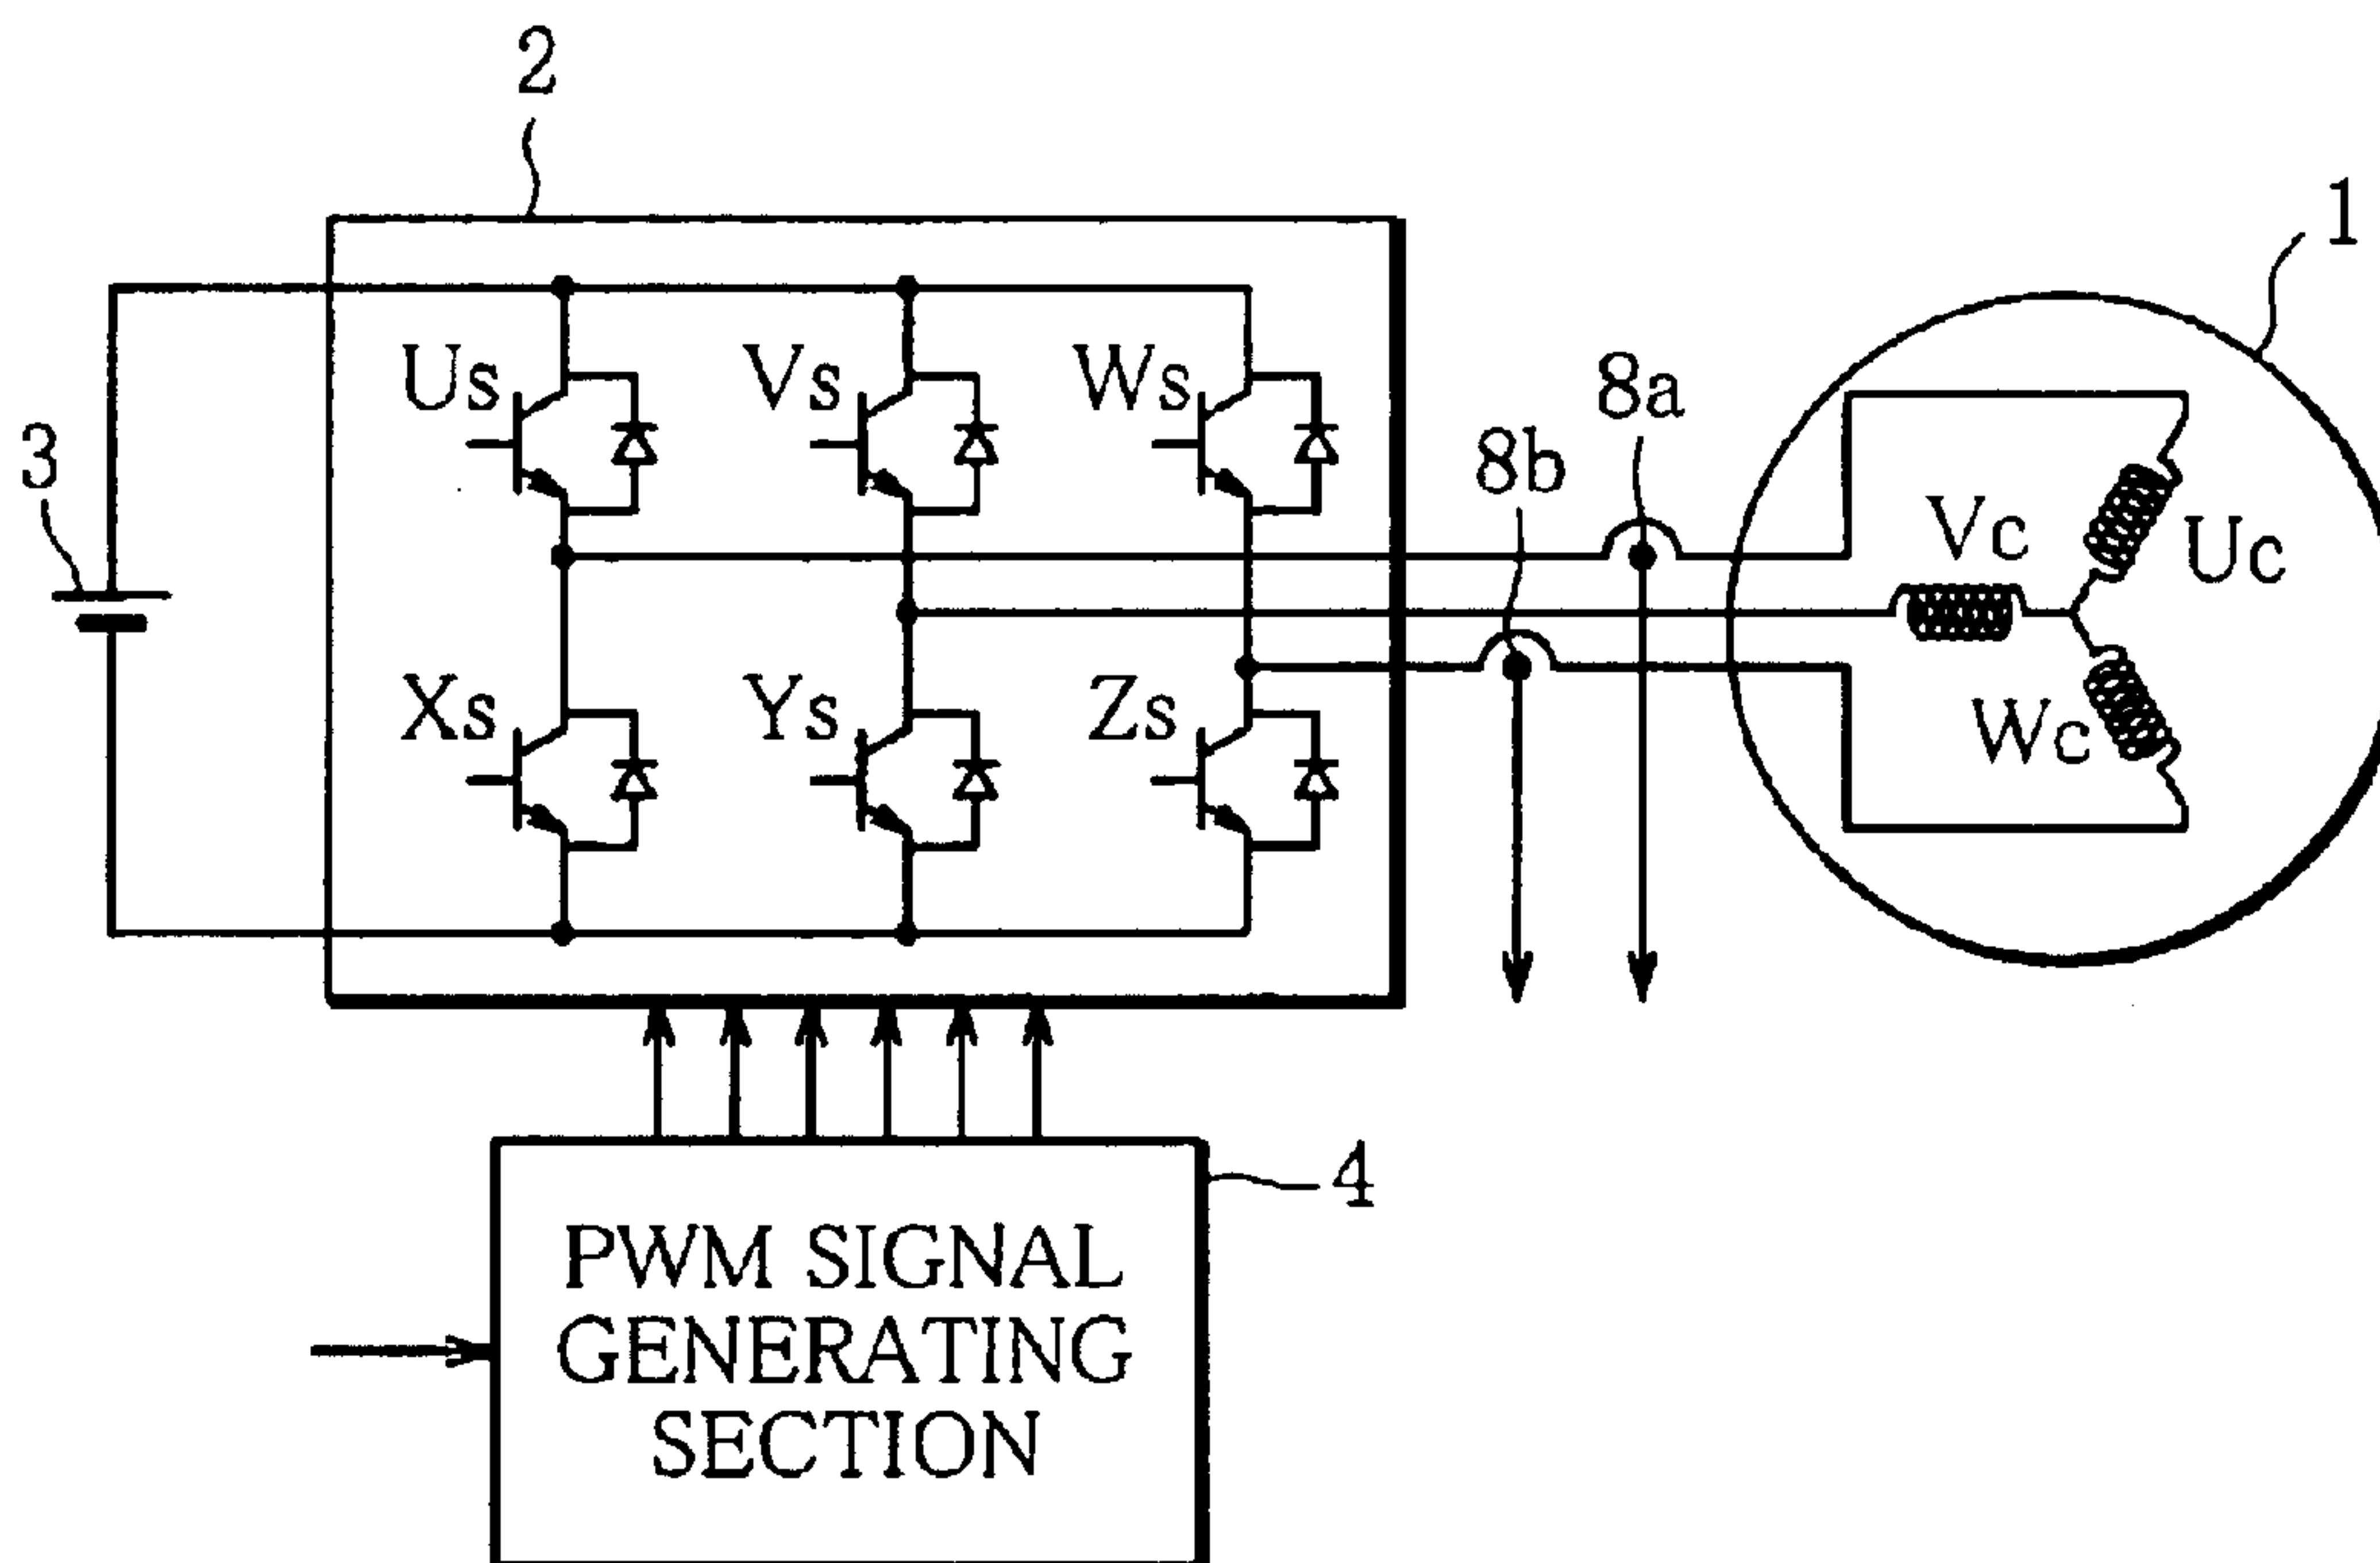 2
1
Us
Vs
Ws
8a
8b
3
Vc
Uc
Xs
Ys
Zs
Wc
4
PWM SIGNAL
GENERATING
SECTION